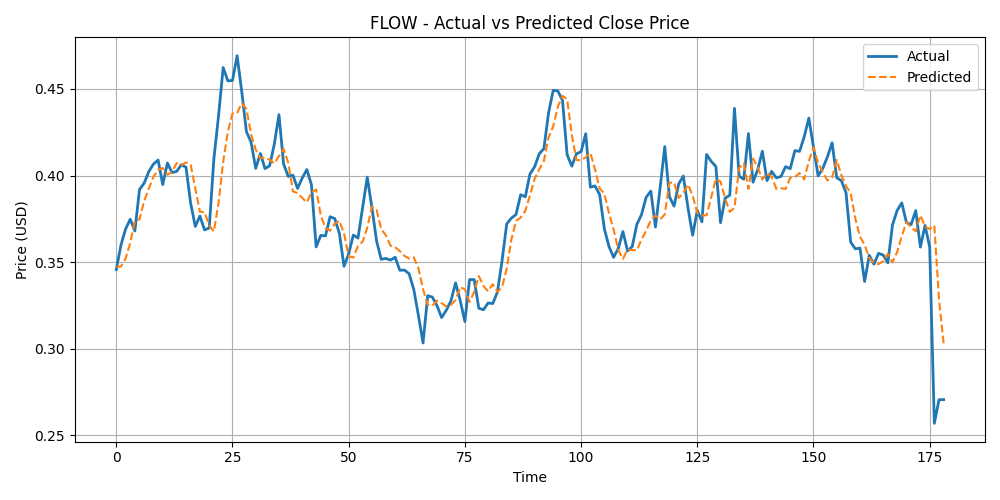 FLOW - Actual vs Predicted Close Price
Actual
Predicted
Price (USD)
0.45
0.40
0.35
0.30
0.25
0 25 50 75 100 125 150 175
Time